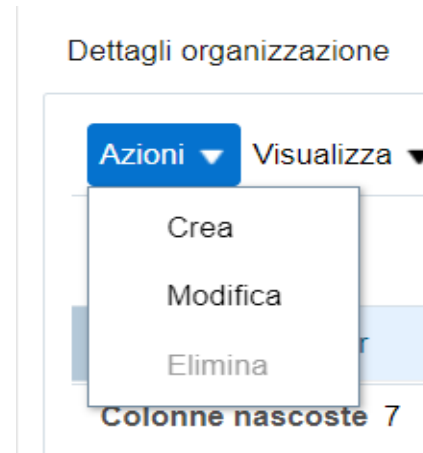 Dettagli organizzazione
Azioni Visualizza
Crea
Modifica
r
Elimina
Colonne nascoste 7